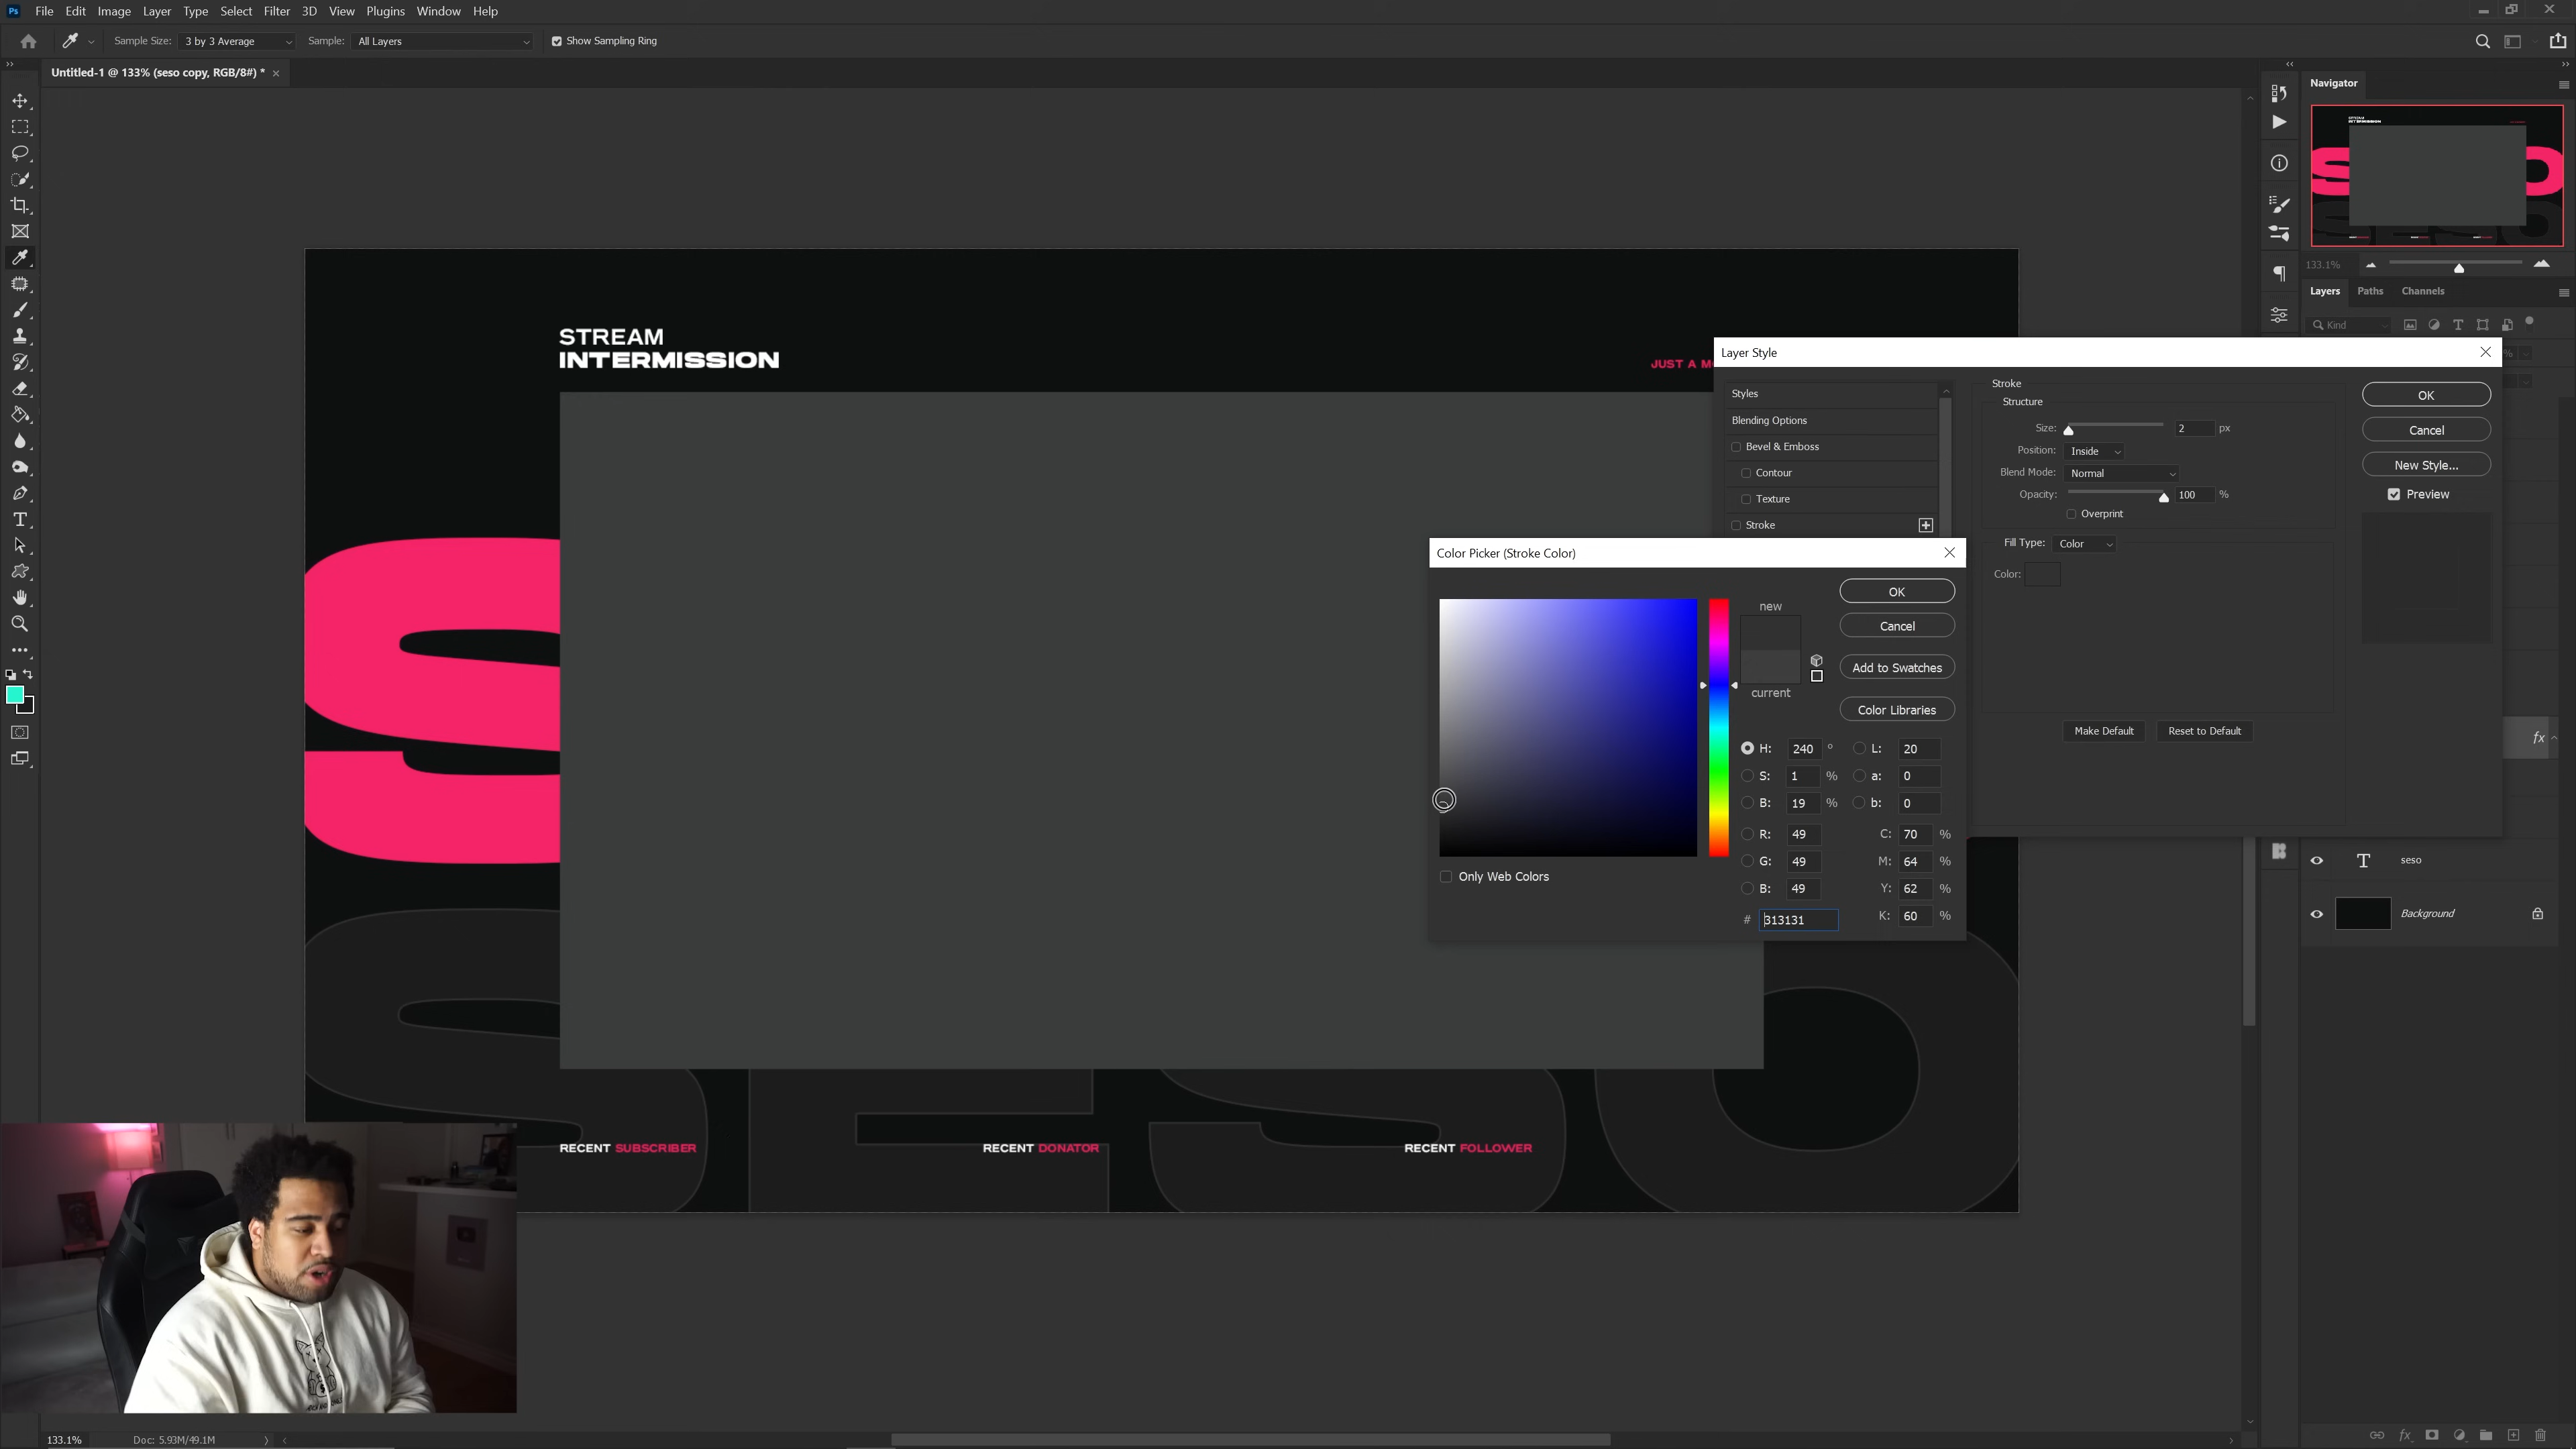 Ps File Edit Image Layer Type Select Filter 3D View Plugins Window Help
Sample Size: 3 by 3 Average Sample: All Layers Show Sampling Ring
Untitled-1 @ 133% (seso copy, RGB/8#) * ×
Navigator
133.1%
Layers Paths Channels
Kind
STREAM
INTERMISSION
JUST A M
Layer Style
Styles
Blending Options
Bevel & Emboss
Contour
Texture
Stroke
Stroke
Structure
Size: 2 px
Position: Inside
Blend Mode: Normal
Opacity: 100 %
Overprint
Fill Type: Color
Color:
Make Default Reset to Default
OK
Cancel
New Style...
Preview
%
fx
Color Picker (Stroke Color)
new
current
OK
Cancel
Add to Swatches
Color Libraries
H: 240 ° L: 20
S: 1 % a: 0
B: 19 % b: 0
R: 49 C: 70 %
G: 49 M: 64 %
B: 49 Y: 62 %
# 313131 K: 60 %
Only Web Colors
seso
Background
RECENT SUBSCRIBER
RECENT DONATOR
RECENT FOLLOWER
133.1% Doc: 5.93M/49.1M
fx